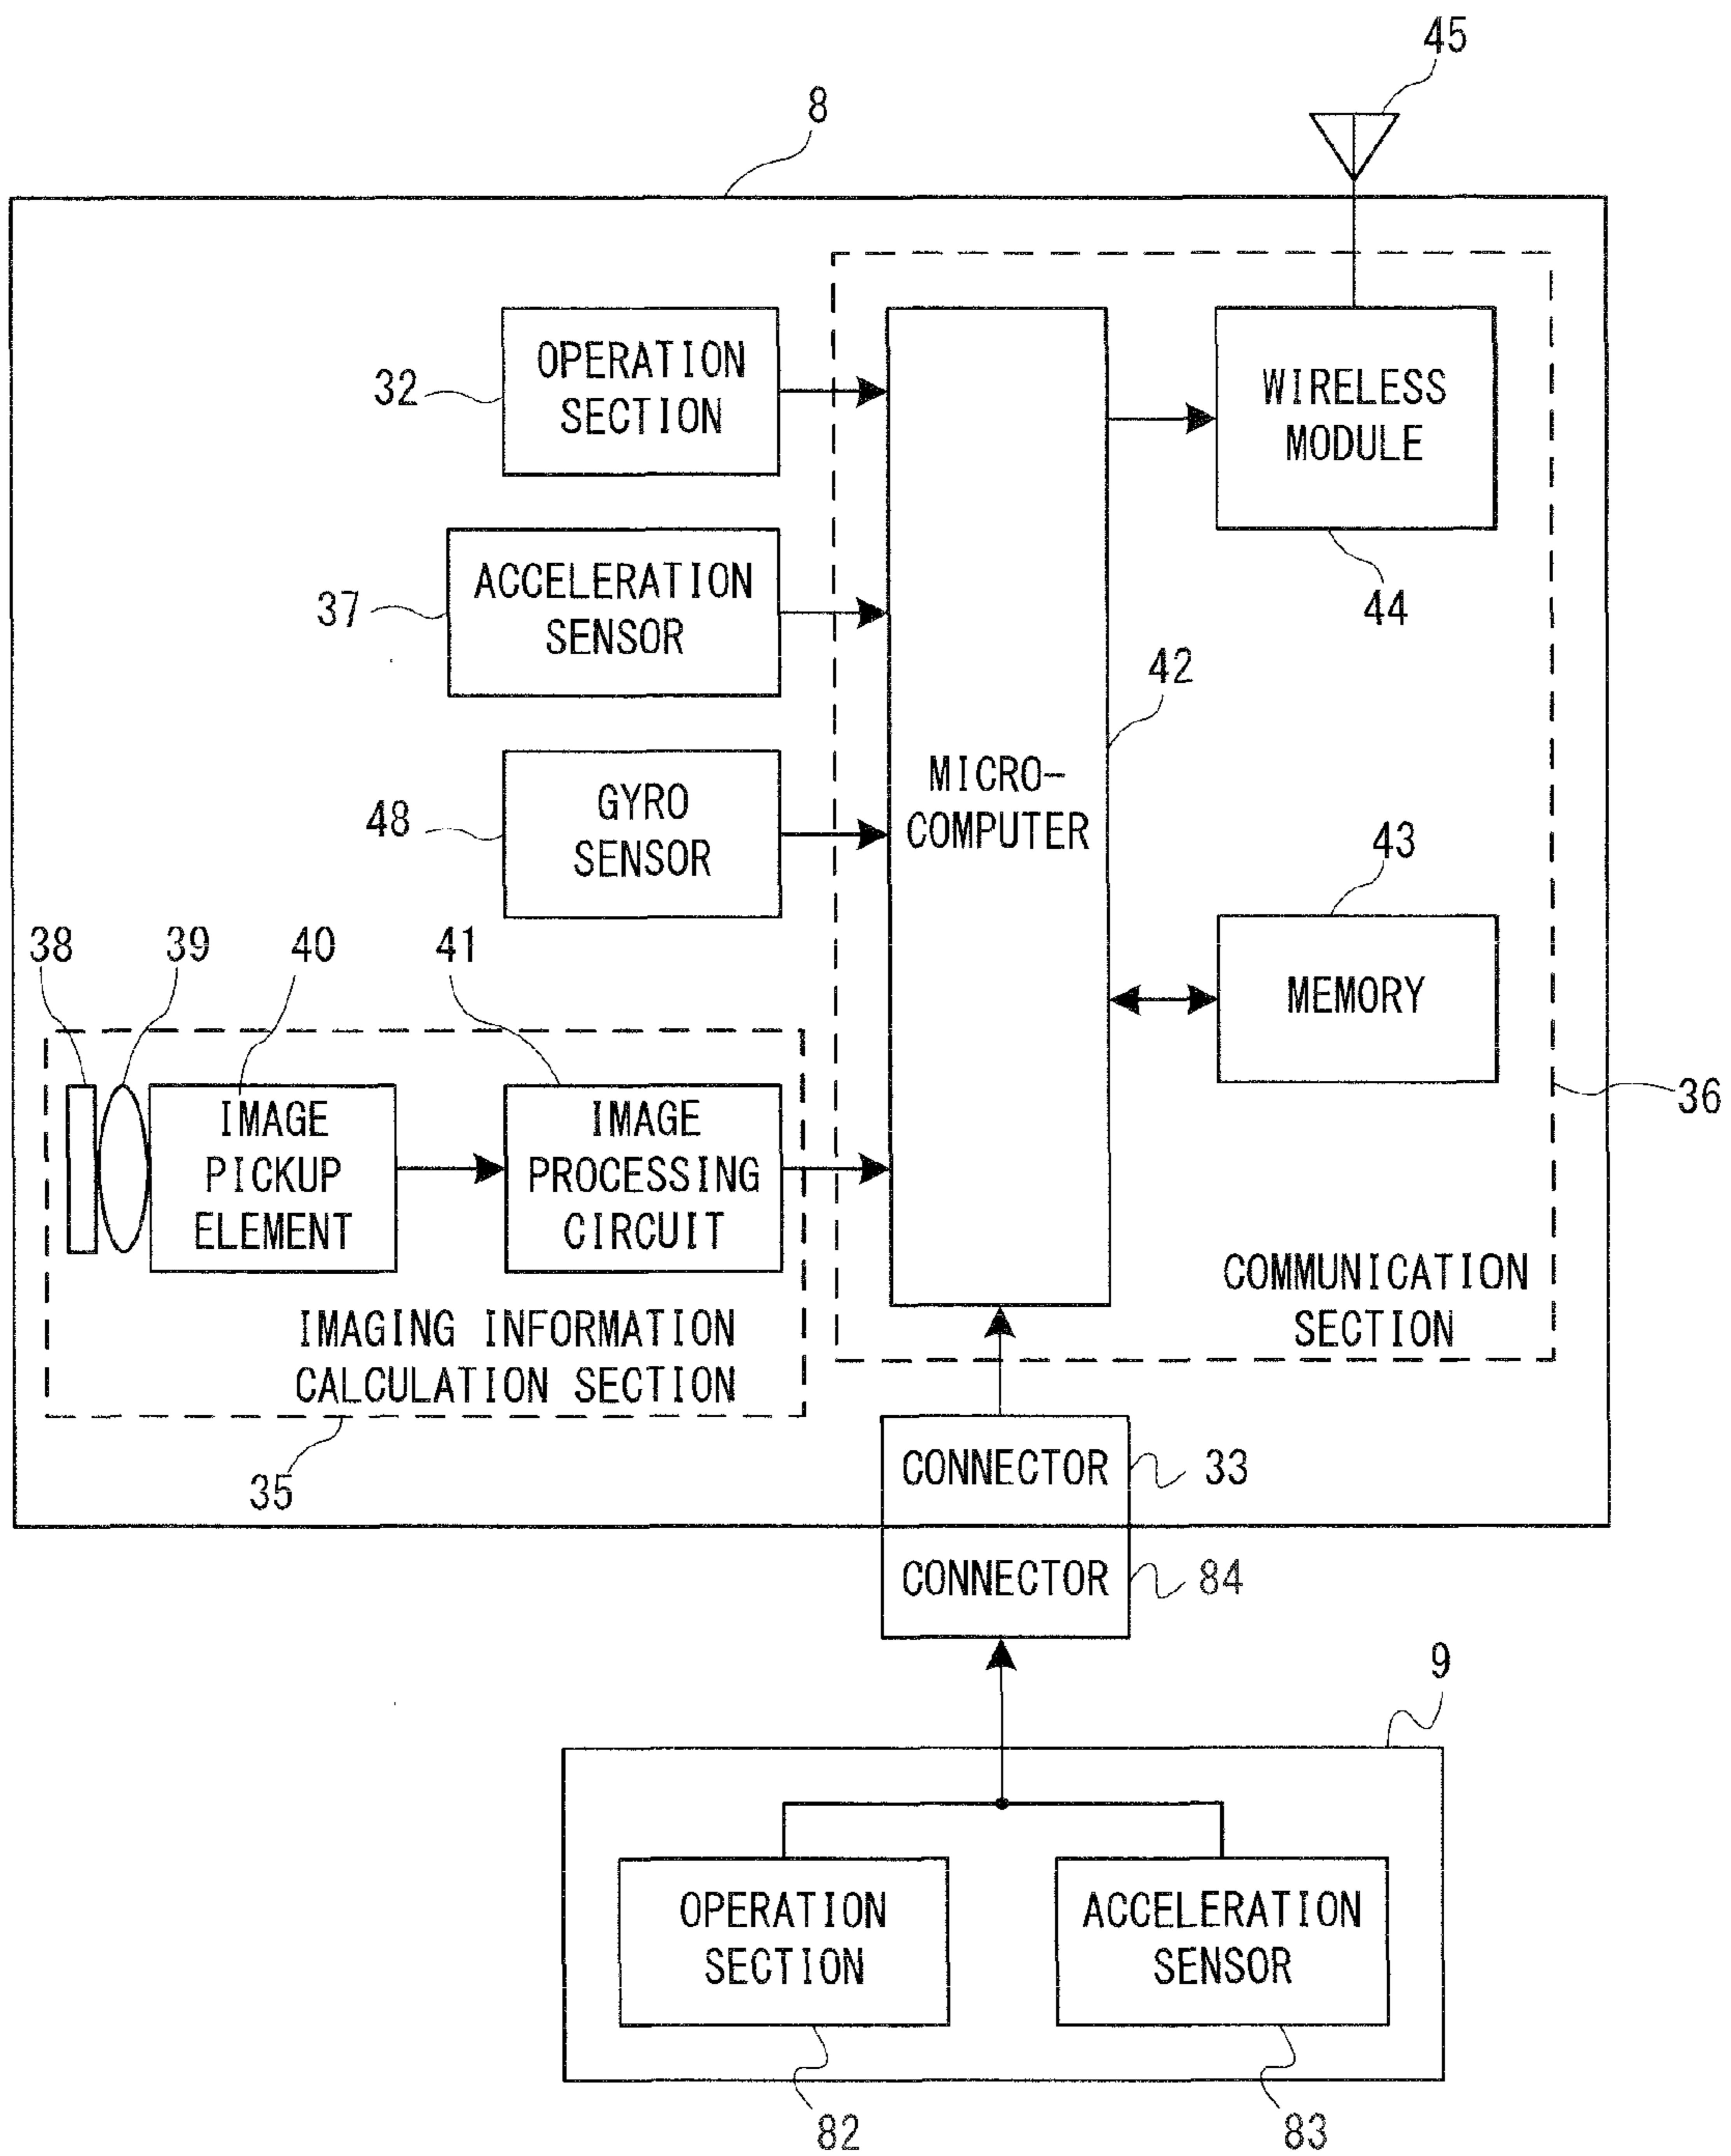 45
8
OPERATION
SECTION
32
WIRELESS
MODULE
44
ACCELERATION
SENSOR
37
42
MICRO-
COMPUTER
GYRO
SENSOR
48
43
MEMORY
38
39
40
41
IMAGE
PICKUP
ELEMENT
IMAGE
PROCESSING
CIRCUIT
36
COMMUNICATION
SECTION
IMAGING INFORMATION
CALCULATION SECTION
35
CONNECTOR
33
CONNECTOR
84
9
OPERATION
SECTION
ACCELERATION
SENSOR
82
83